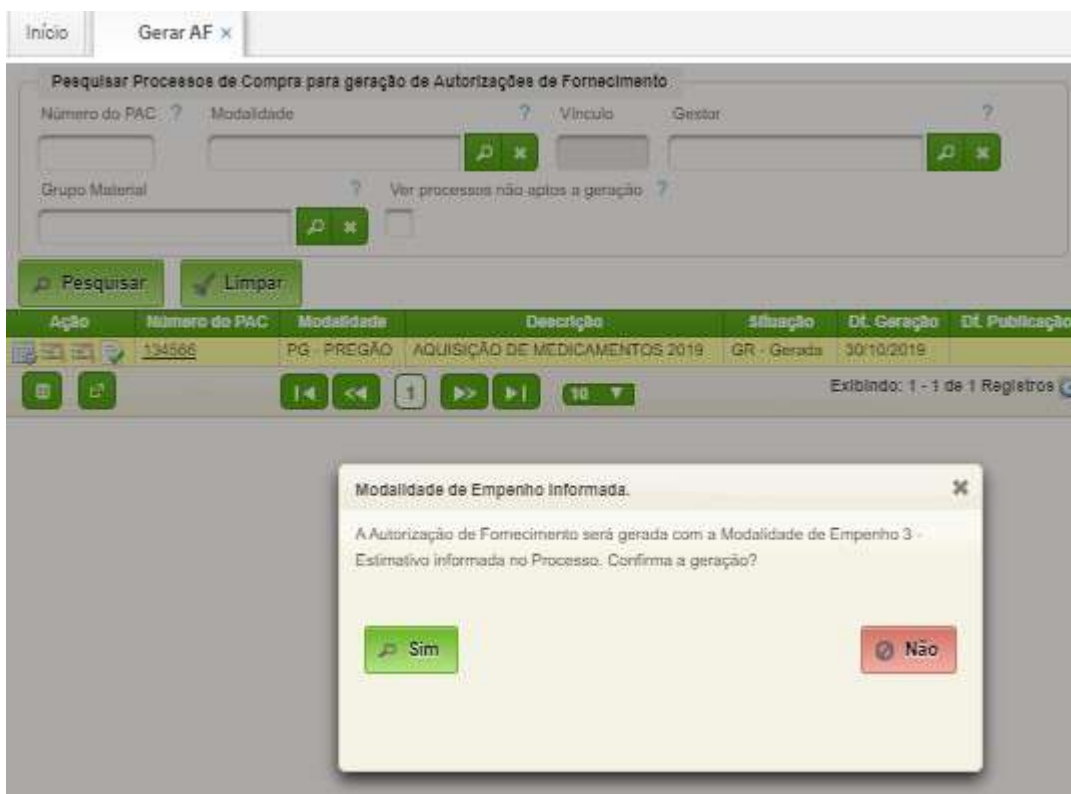 Início Gerar AF ×
Pesquisar Processos de Compra para geração de Autorizações de Fornecimento
Número do PAC ? Modalidade ? Vínculo Gestor ?
Grupo Material ? Ver processos não aptos a geração ?
Pesquisar Limpar
Ação Número do PAC Modalidade Descrição Situação Dt. Geração Dt. Publicação
134566 PG - PREGÃO AQUISIÇÃO DE MEDICAMENTOS 2019 GR - Gerada 30/10/2019
1 10 Exibindo: 1 - 1 de 1 Registros
Modalidade de Empenho Informada.
A Autorização de Fornecimento será gerada com a Modalidade de Empenho 3 -
Estimativo informada no Processo. Confirma a geração?
Sim Não